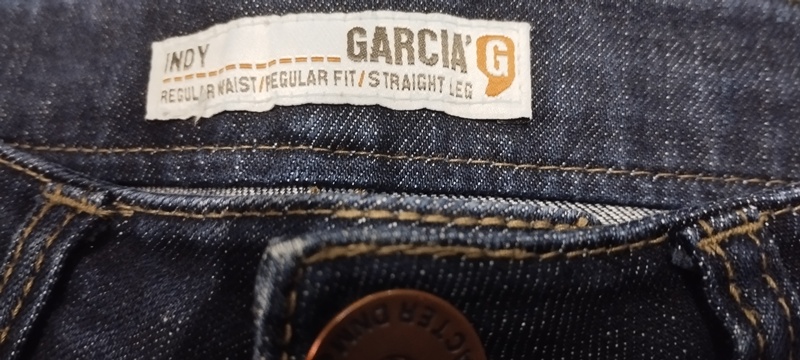 INDY GARCIA' G
REGULAR WAIST/REGULAR FIT/STRAIGHT LEG